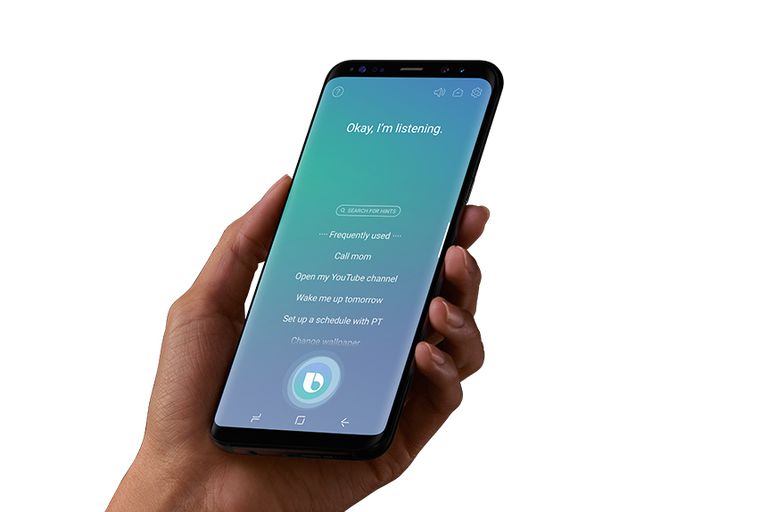 Okay, I'm listening.
SEARCH FOR HINTS
···· Frequently used ····
Call mom
Open my YouTube channel
Wake me up tomorrow
Set up a schedule with PT
Change wallpaper